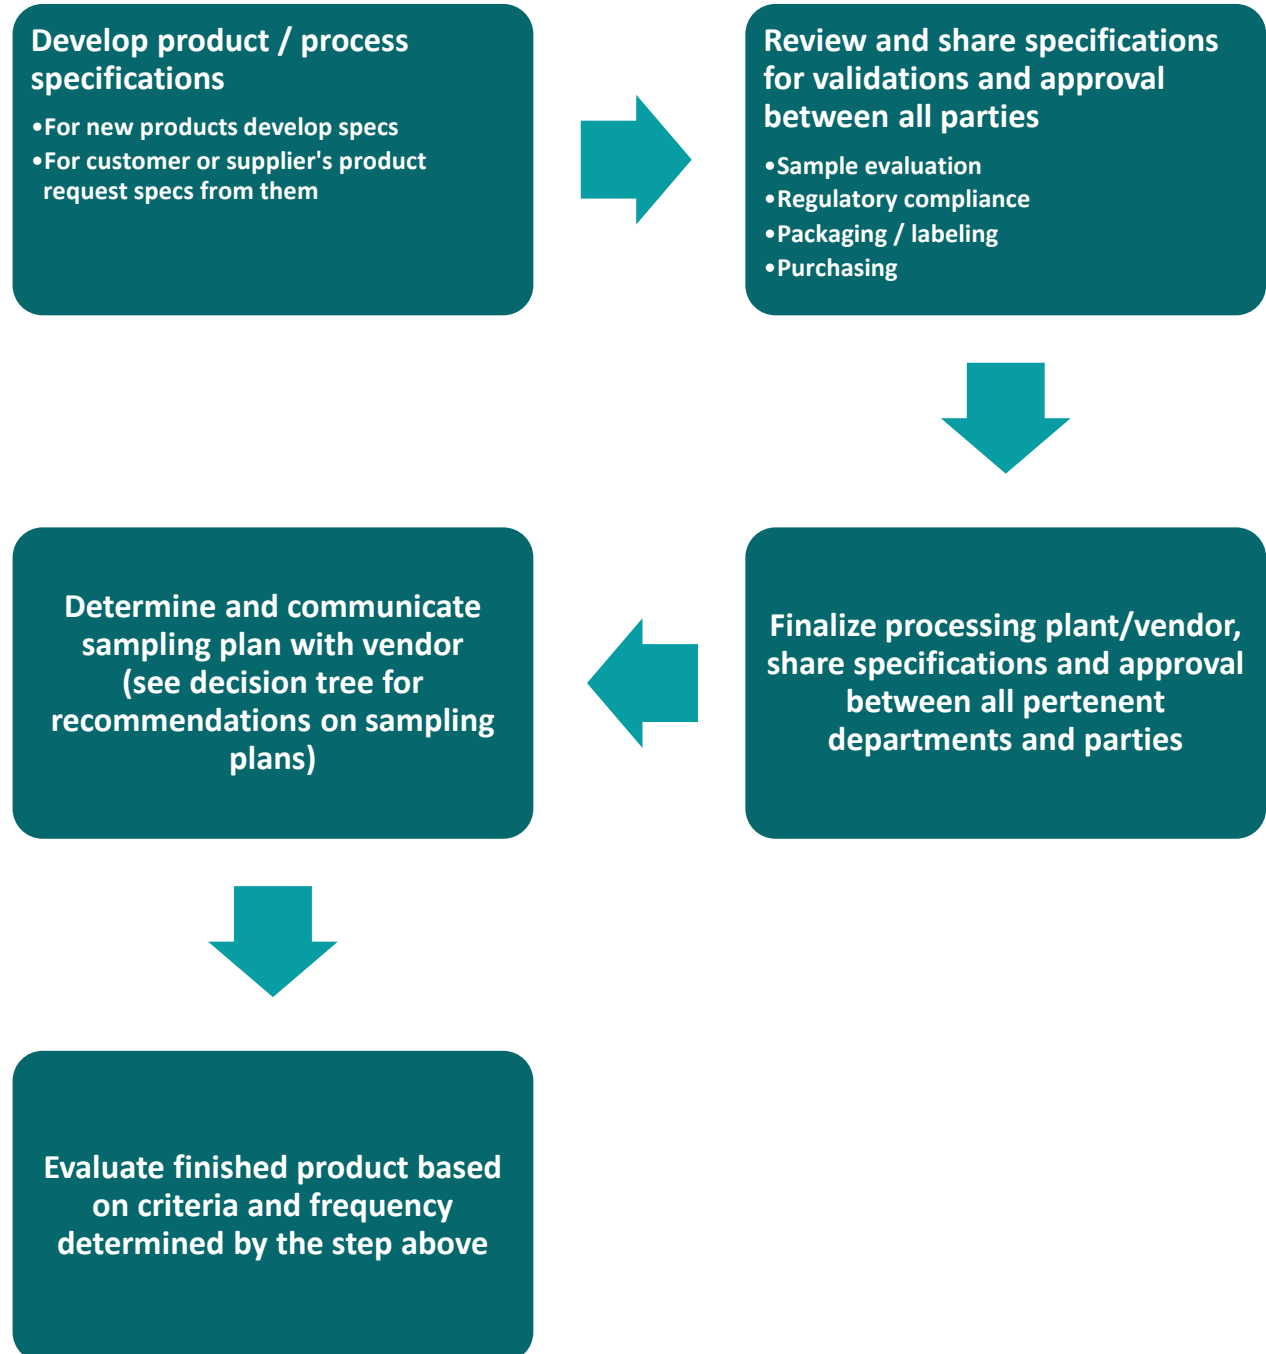 Develop product / process
specifications
•For new products develop specs
•For customer or supplier's product
request specs from them
Review and share specifications
for validations and approval
between all parties
•Sample evaluation
•Regulatory compliance
•Packaging / labeling
•Purchasing
Finalize processing plant/vendor,
share specifications and approval
between all pertenent
departments and parties
Determine and communicate
sampling plan with vendor
(see decision tree for
recommendations on sampling
plans)
Evaluate finished product based
on criteria and frequency
determined by the step above